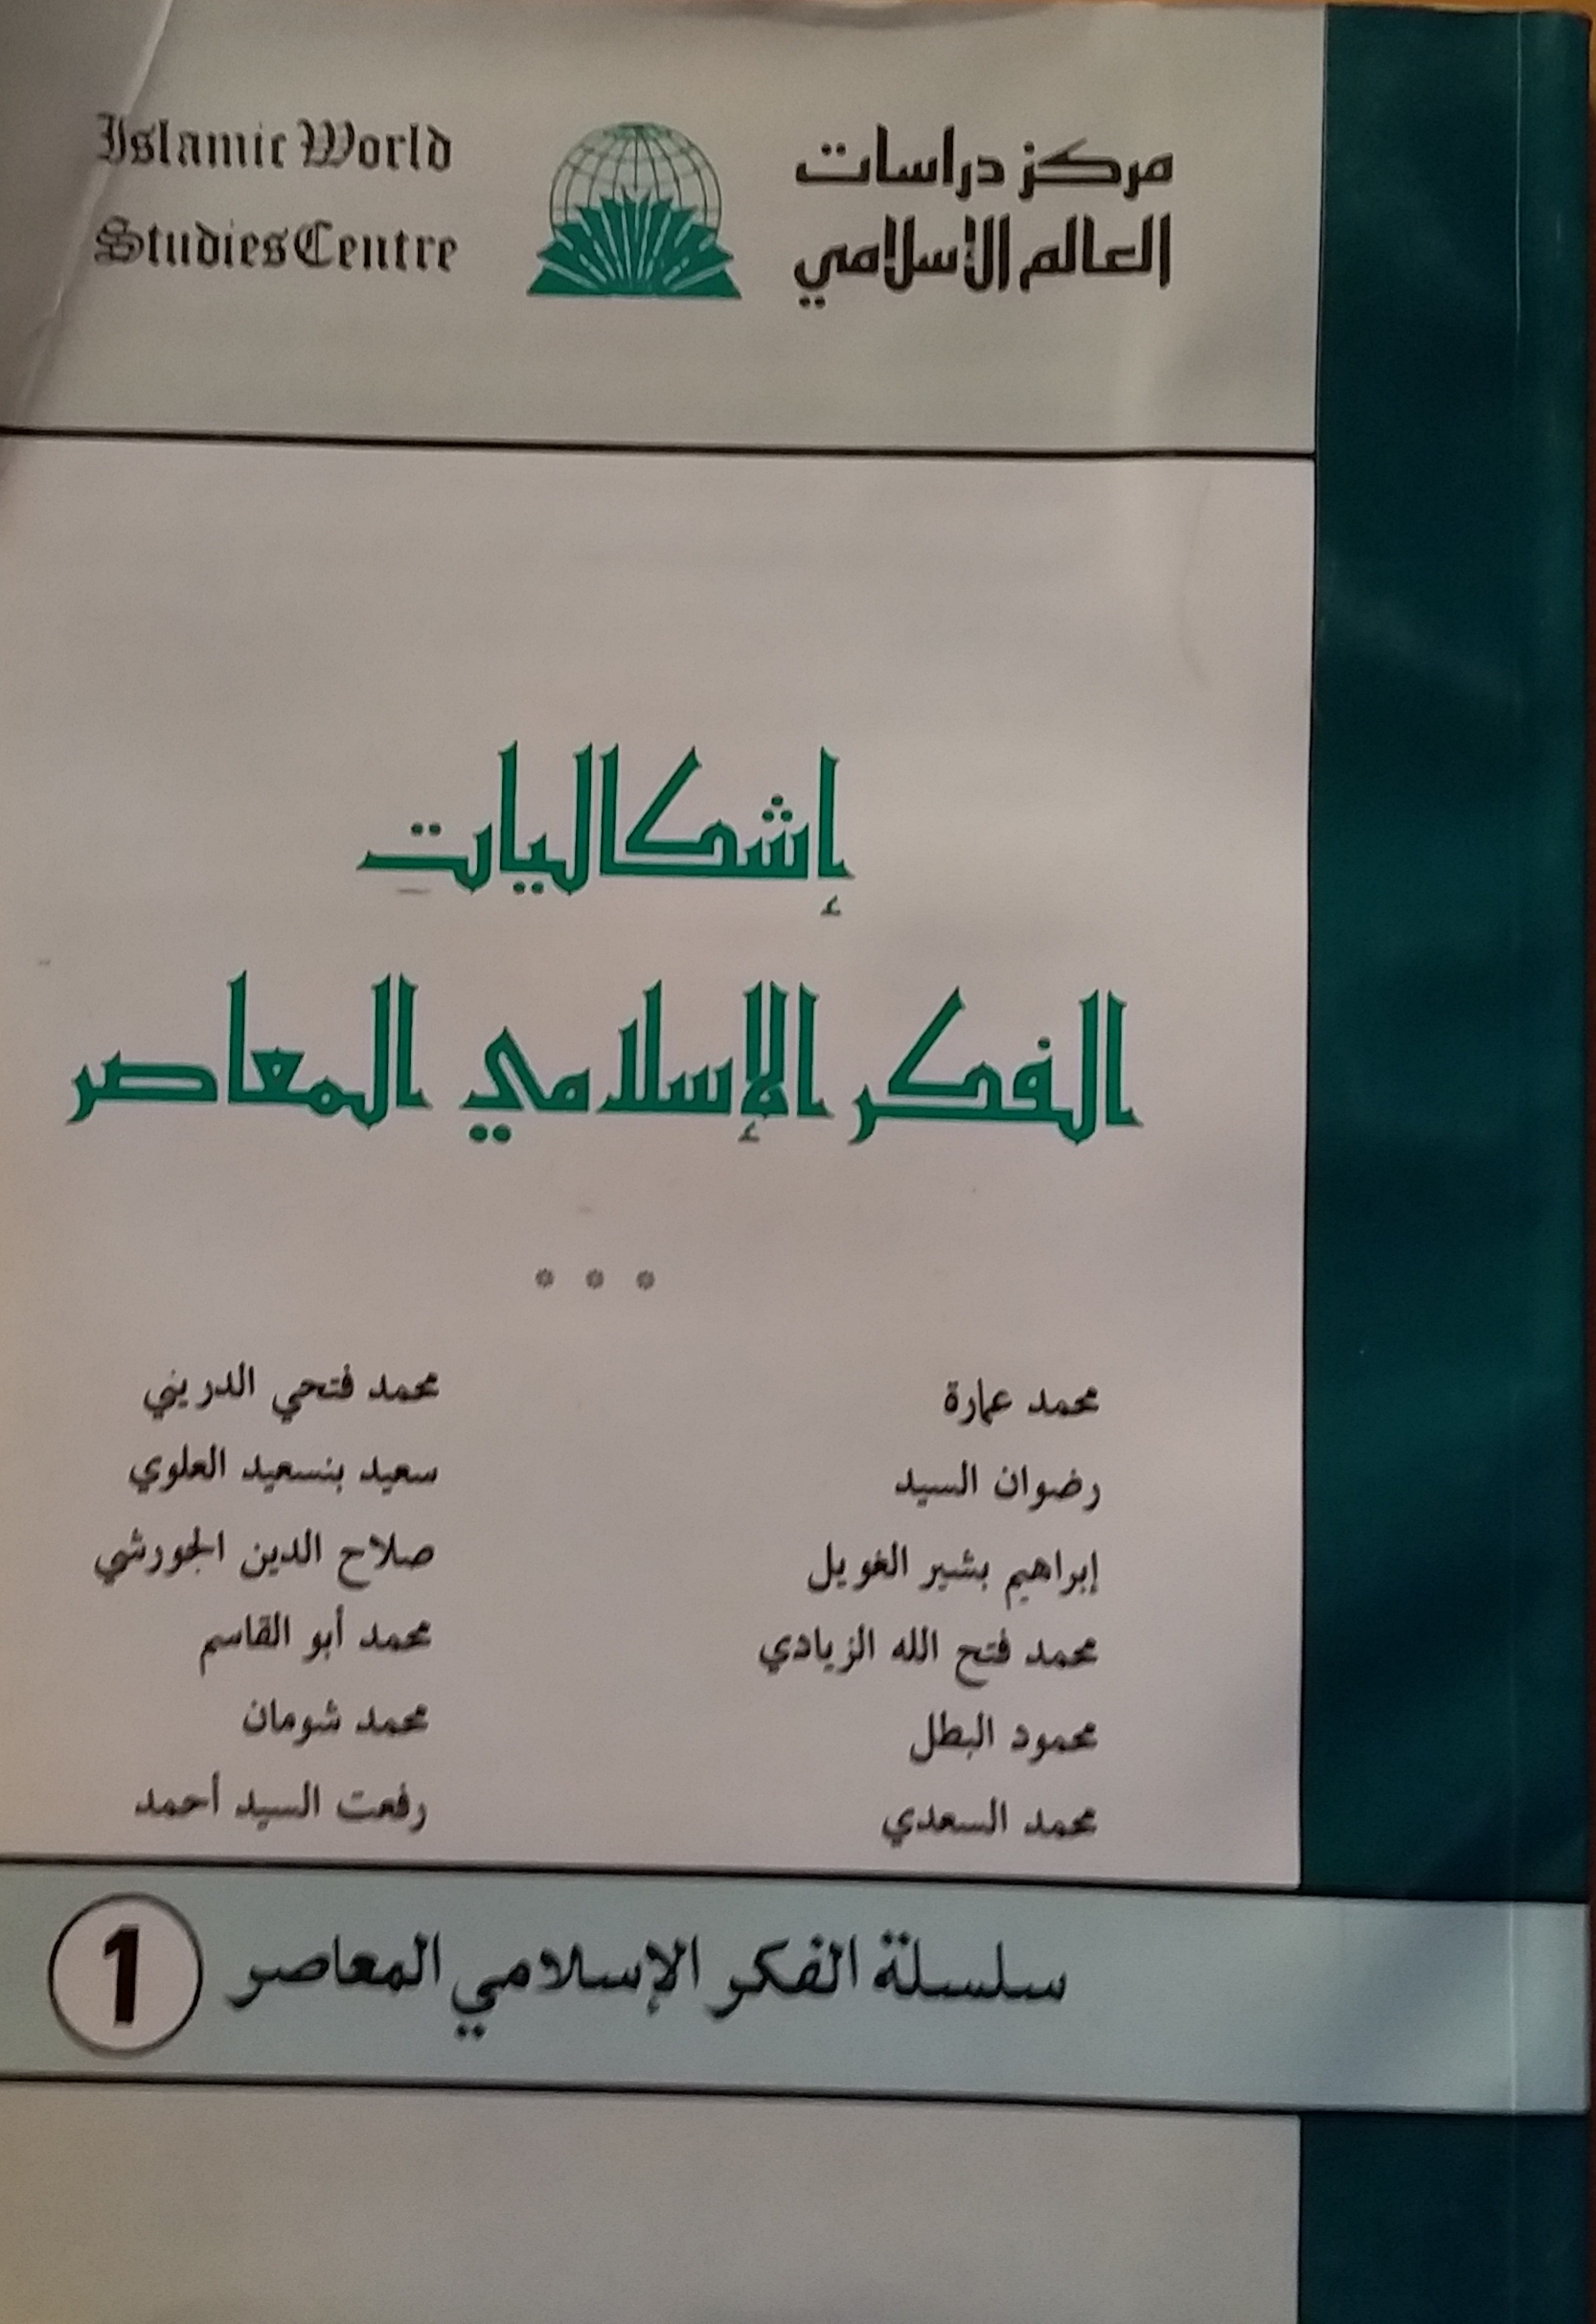 مركز دراسات
العالم الاسلامي
Islamic World
Studies Centre
إشكاليات
الفكر الإسلامي المعاصر
* * *
محمد عمارة
رضوان السيد
إبراهيم بشير الغويل
محمد فتح الله الزيادي
محمود البطل
محمد السعدي
محمد فتحي الدريني
سعيد بنسعيد العلوي
صلاح الدين الجورشي
محمد أبو القاسم
محمد شومان
رفعت السيد أحمد
سلسلة الفكر الإسلامي المعاصر 1